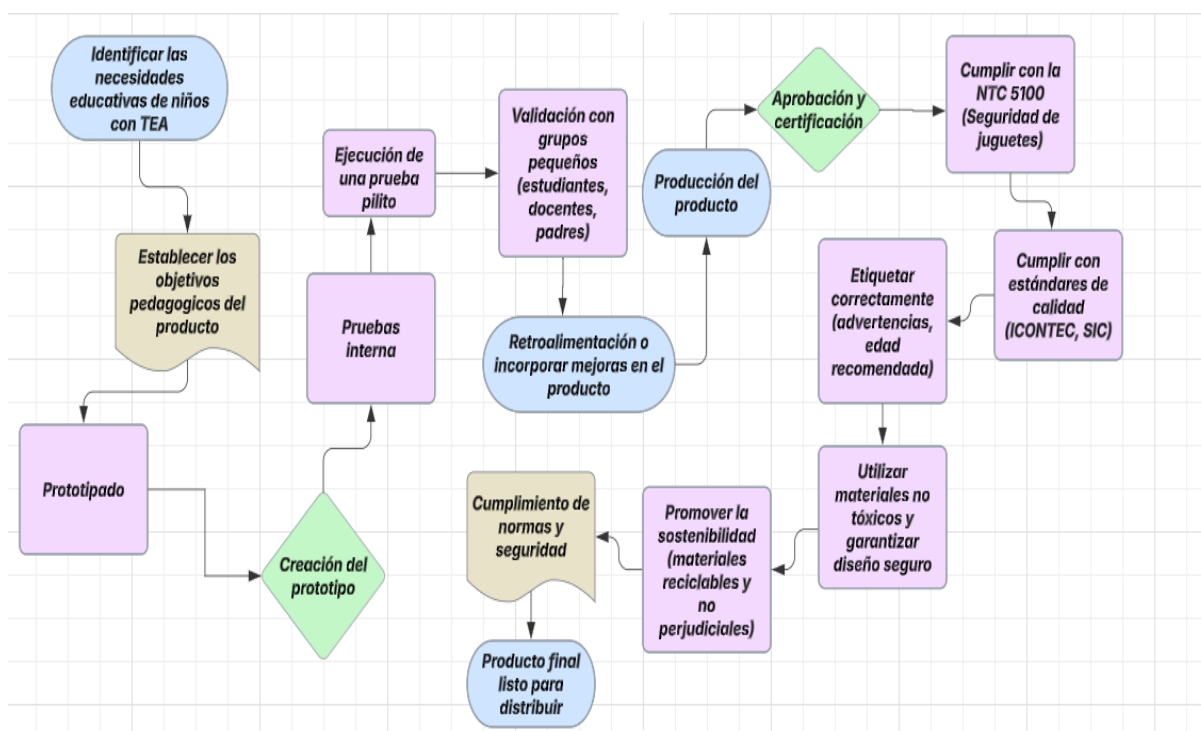 Identificar las
necesidades
educativas de niños
con TEA
Establecer los
objetivos
pedagogicos del
producto
Prototipado
Creación del
prototipo
Pruebas
interna
Ejecución de
una prueba
pilito
Validación con
grupos
pequeños
(estudiantes,
docentes,
padres)
Retroalimentación o
incorporar mejoras en el
producto
Producción del
producto
Aprobación y
certificación
Cumplir con la
NTC 5100
(Seguridad de
juguetes)
Cumplir con
estándares de
calidad
(ICONTEC, SIC)
Etiquetar
correctamente
(advertencias,
edad
recomendada)
Utilizar
materiales no
tóxicos y
garantizar
diseño seguro
Promover la
sostenibilidad
(materiales
reciclables y
no
perjudiciales)
Cumplimiento de
normas y
seguridad
Producto final
listo para
distribuir